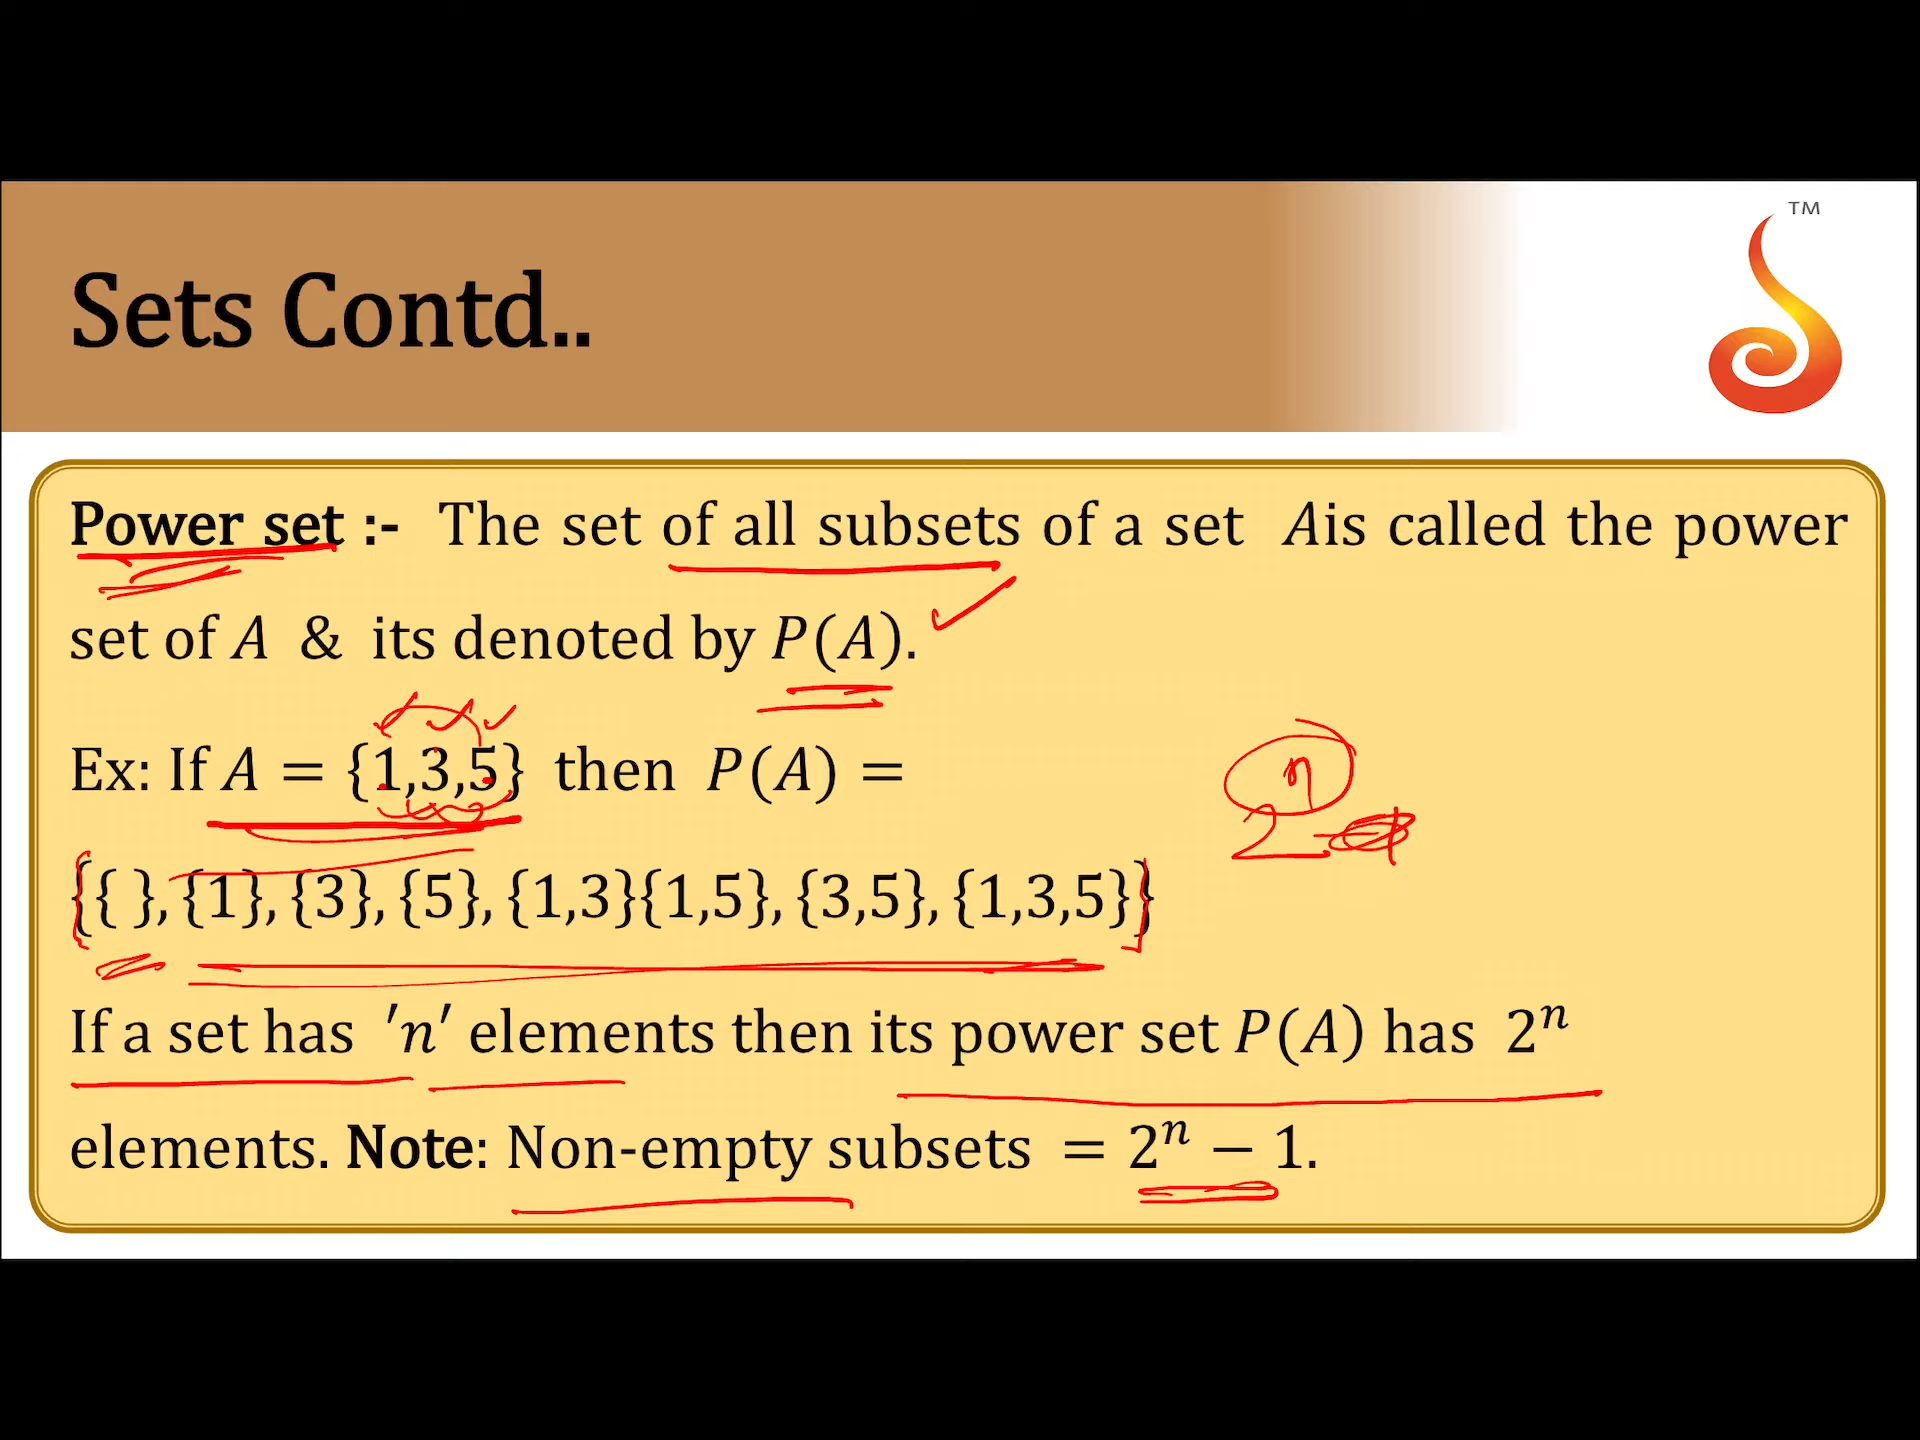 TM
Sets Contd..
Power set :- The set of all subsets of a set Ais called the power
set of A & its denoted by P(A).
Ex: If A = {1,3,5} then P(A) =
n
2
{{ }, {1}, {3}, {5}, {1,3}{1,5}, {3,5}, {1,3,5}}
If a set has ′n′ elements then its power set P(A) has 2ⁿ
elements. Note: Non-empty subsets = 2ⁿ − 1.